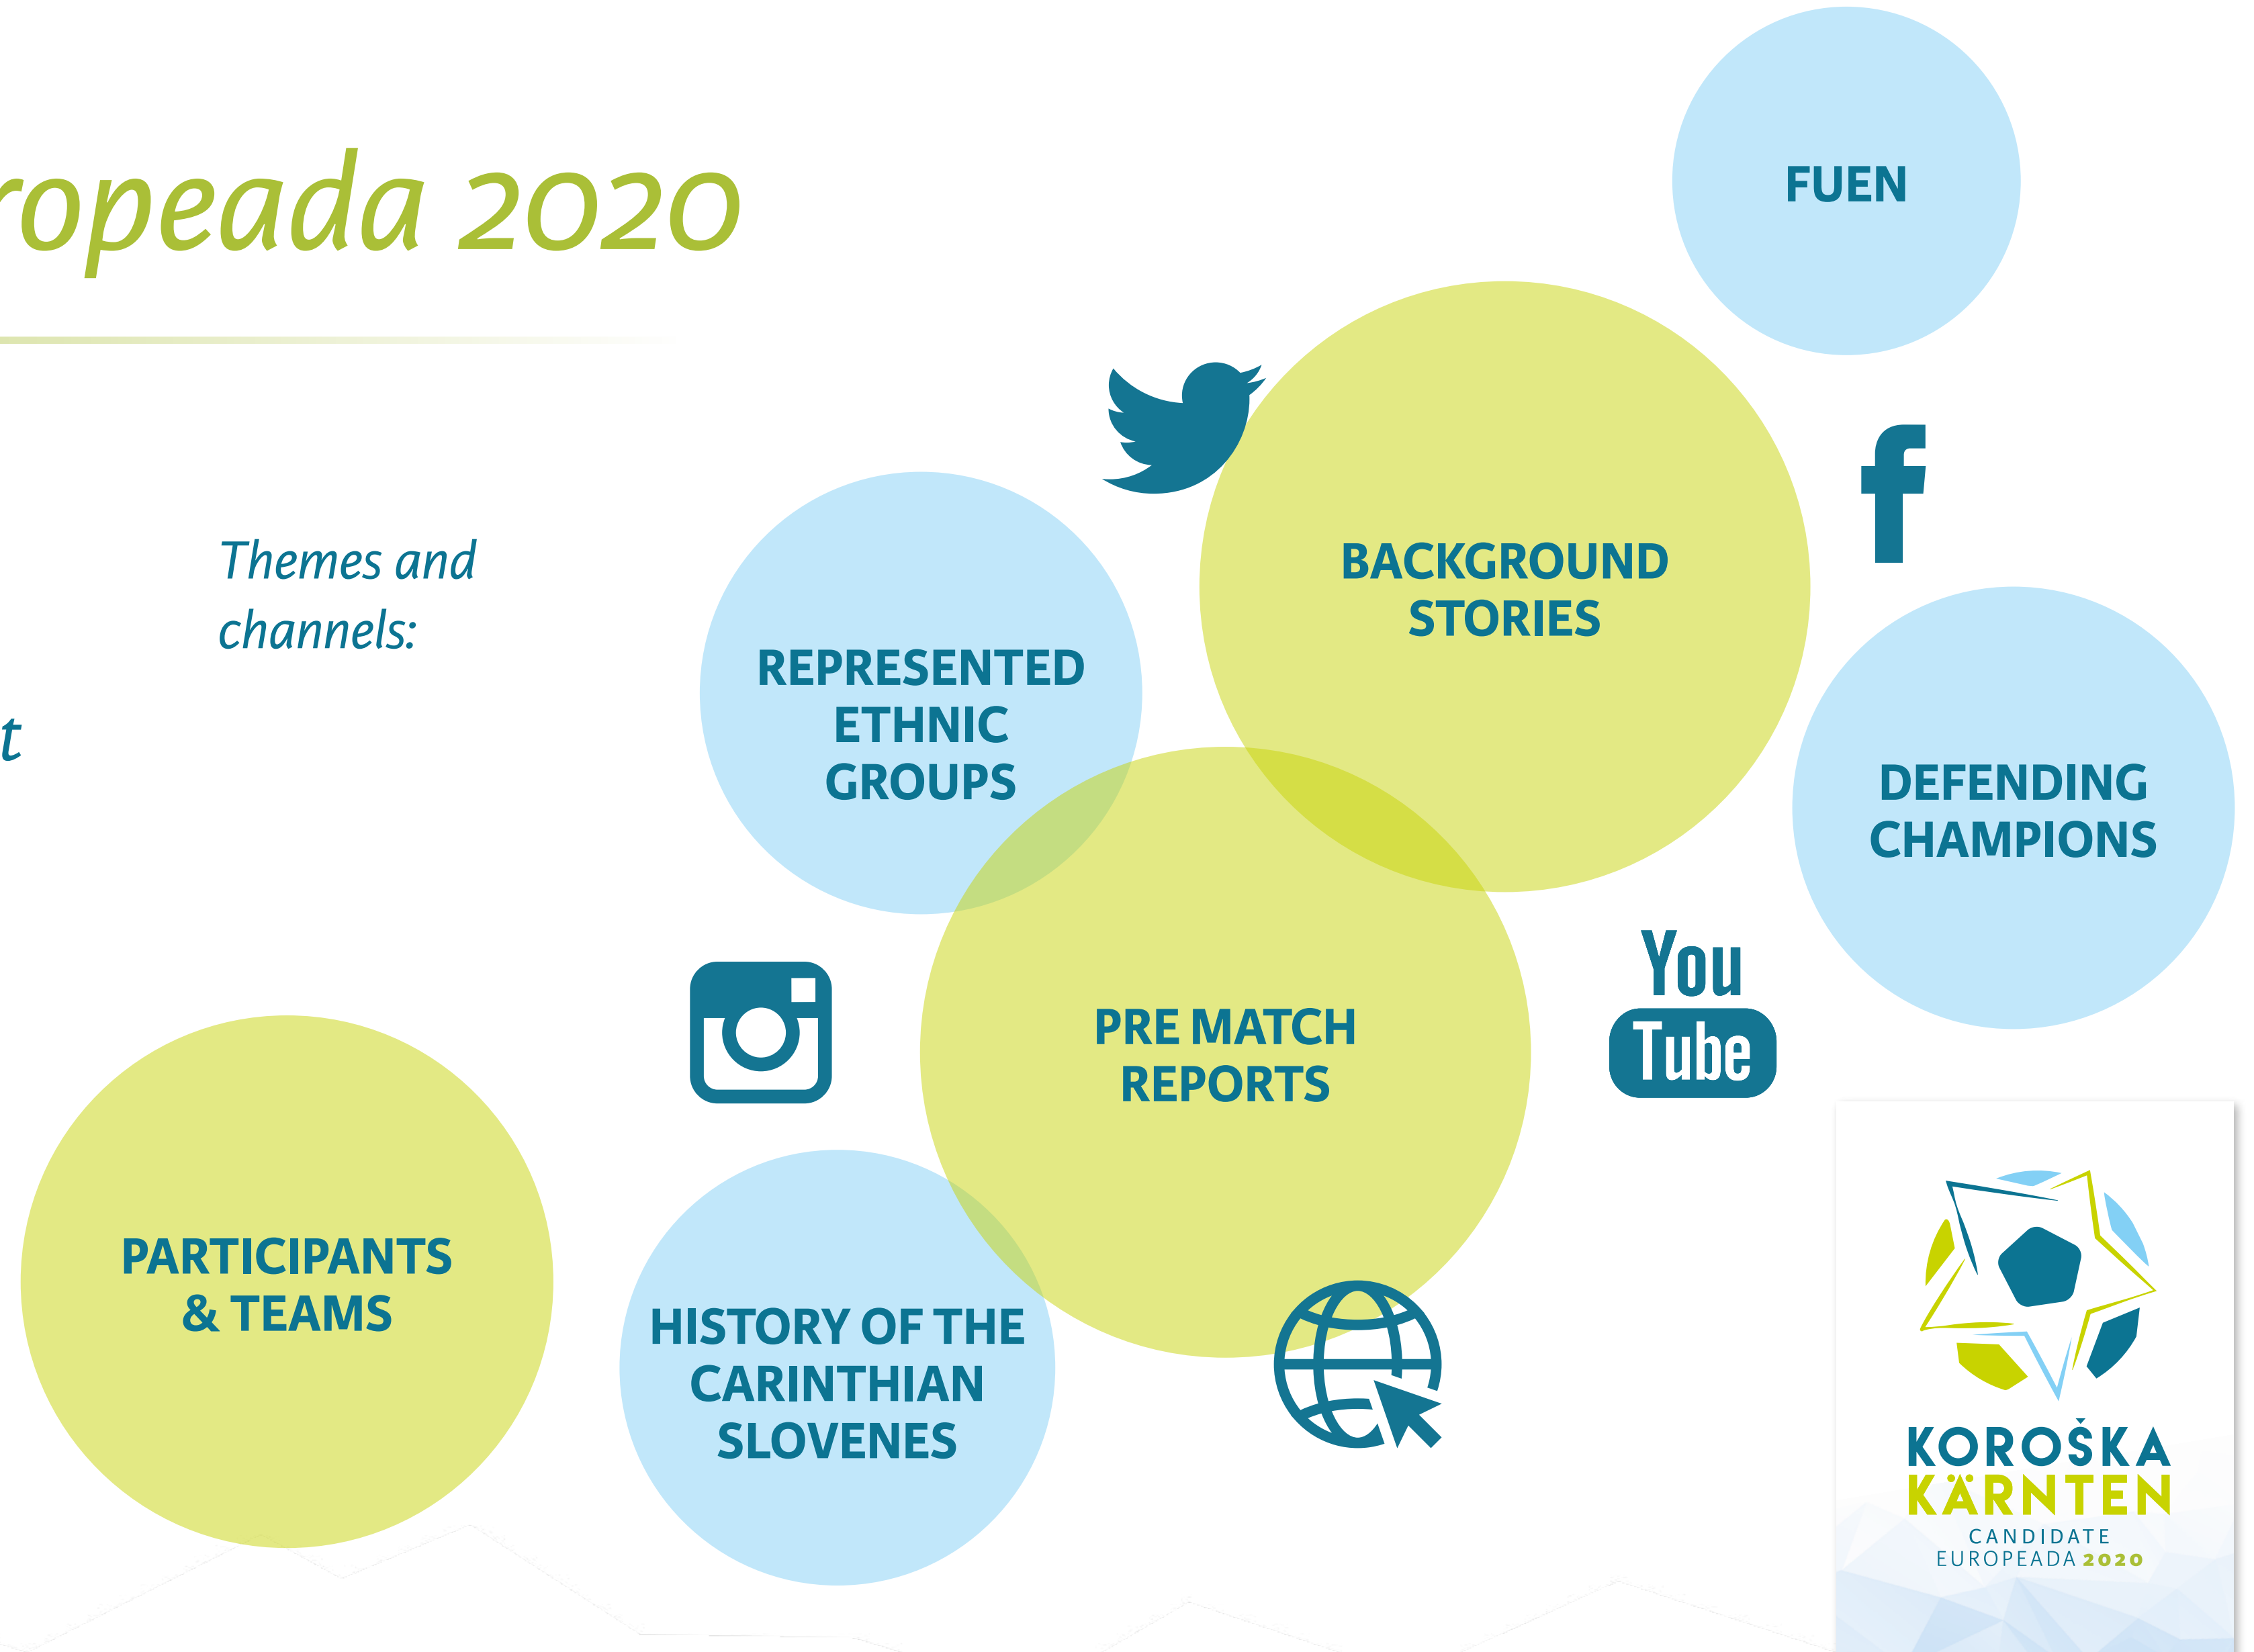 ropeada 2020
Themes and
channels:
t
FUEN
BACKGROUND
STORIES
REPRESENTED
ETHNIC
GROUPS
DEFENDING
CHAMPIONS
PRE MATCH
REPORTS
You
Tube
PARTICIPANTS
& TEAMS
HISTORY OF THE
CARINTHIAN
SLOVENES
KOROŠKA
KÄRNTEN
CANDIDATE
EUROPEADA 2020